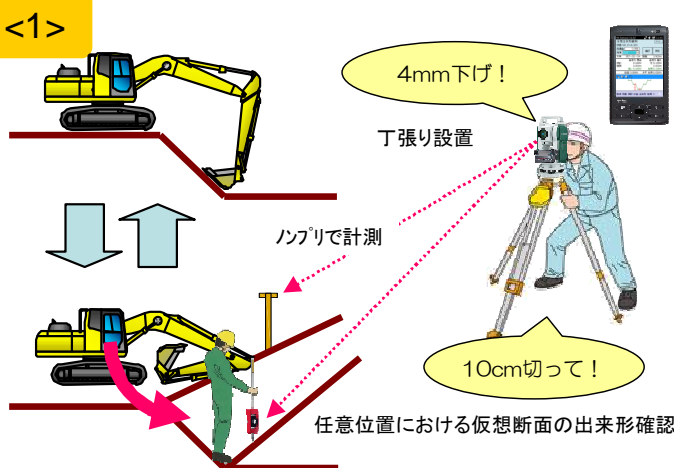 <1>
4mm下げ！
丁張り設置
ﾉﾝﾌﾟﾘで計測
10cm切って！
任意位置における仮想断面の出来形確認